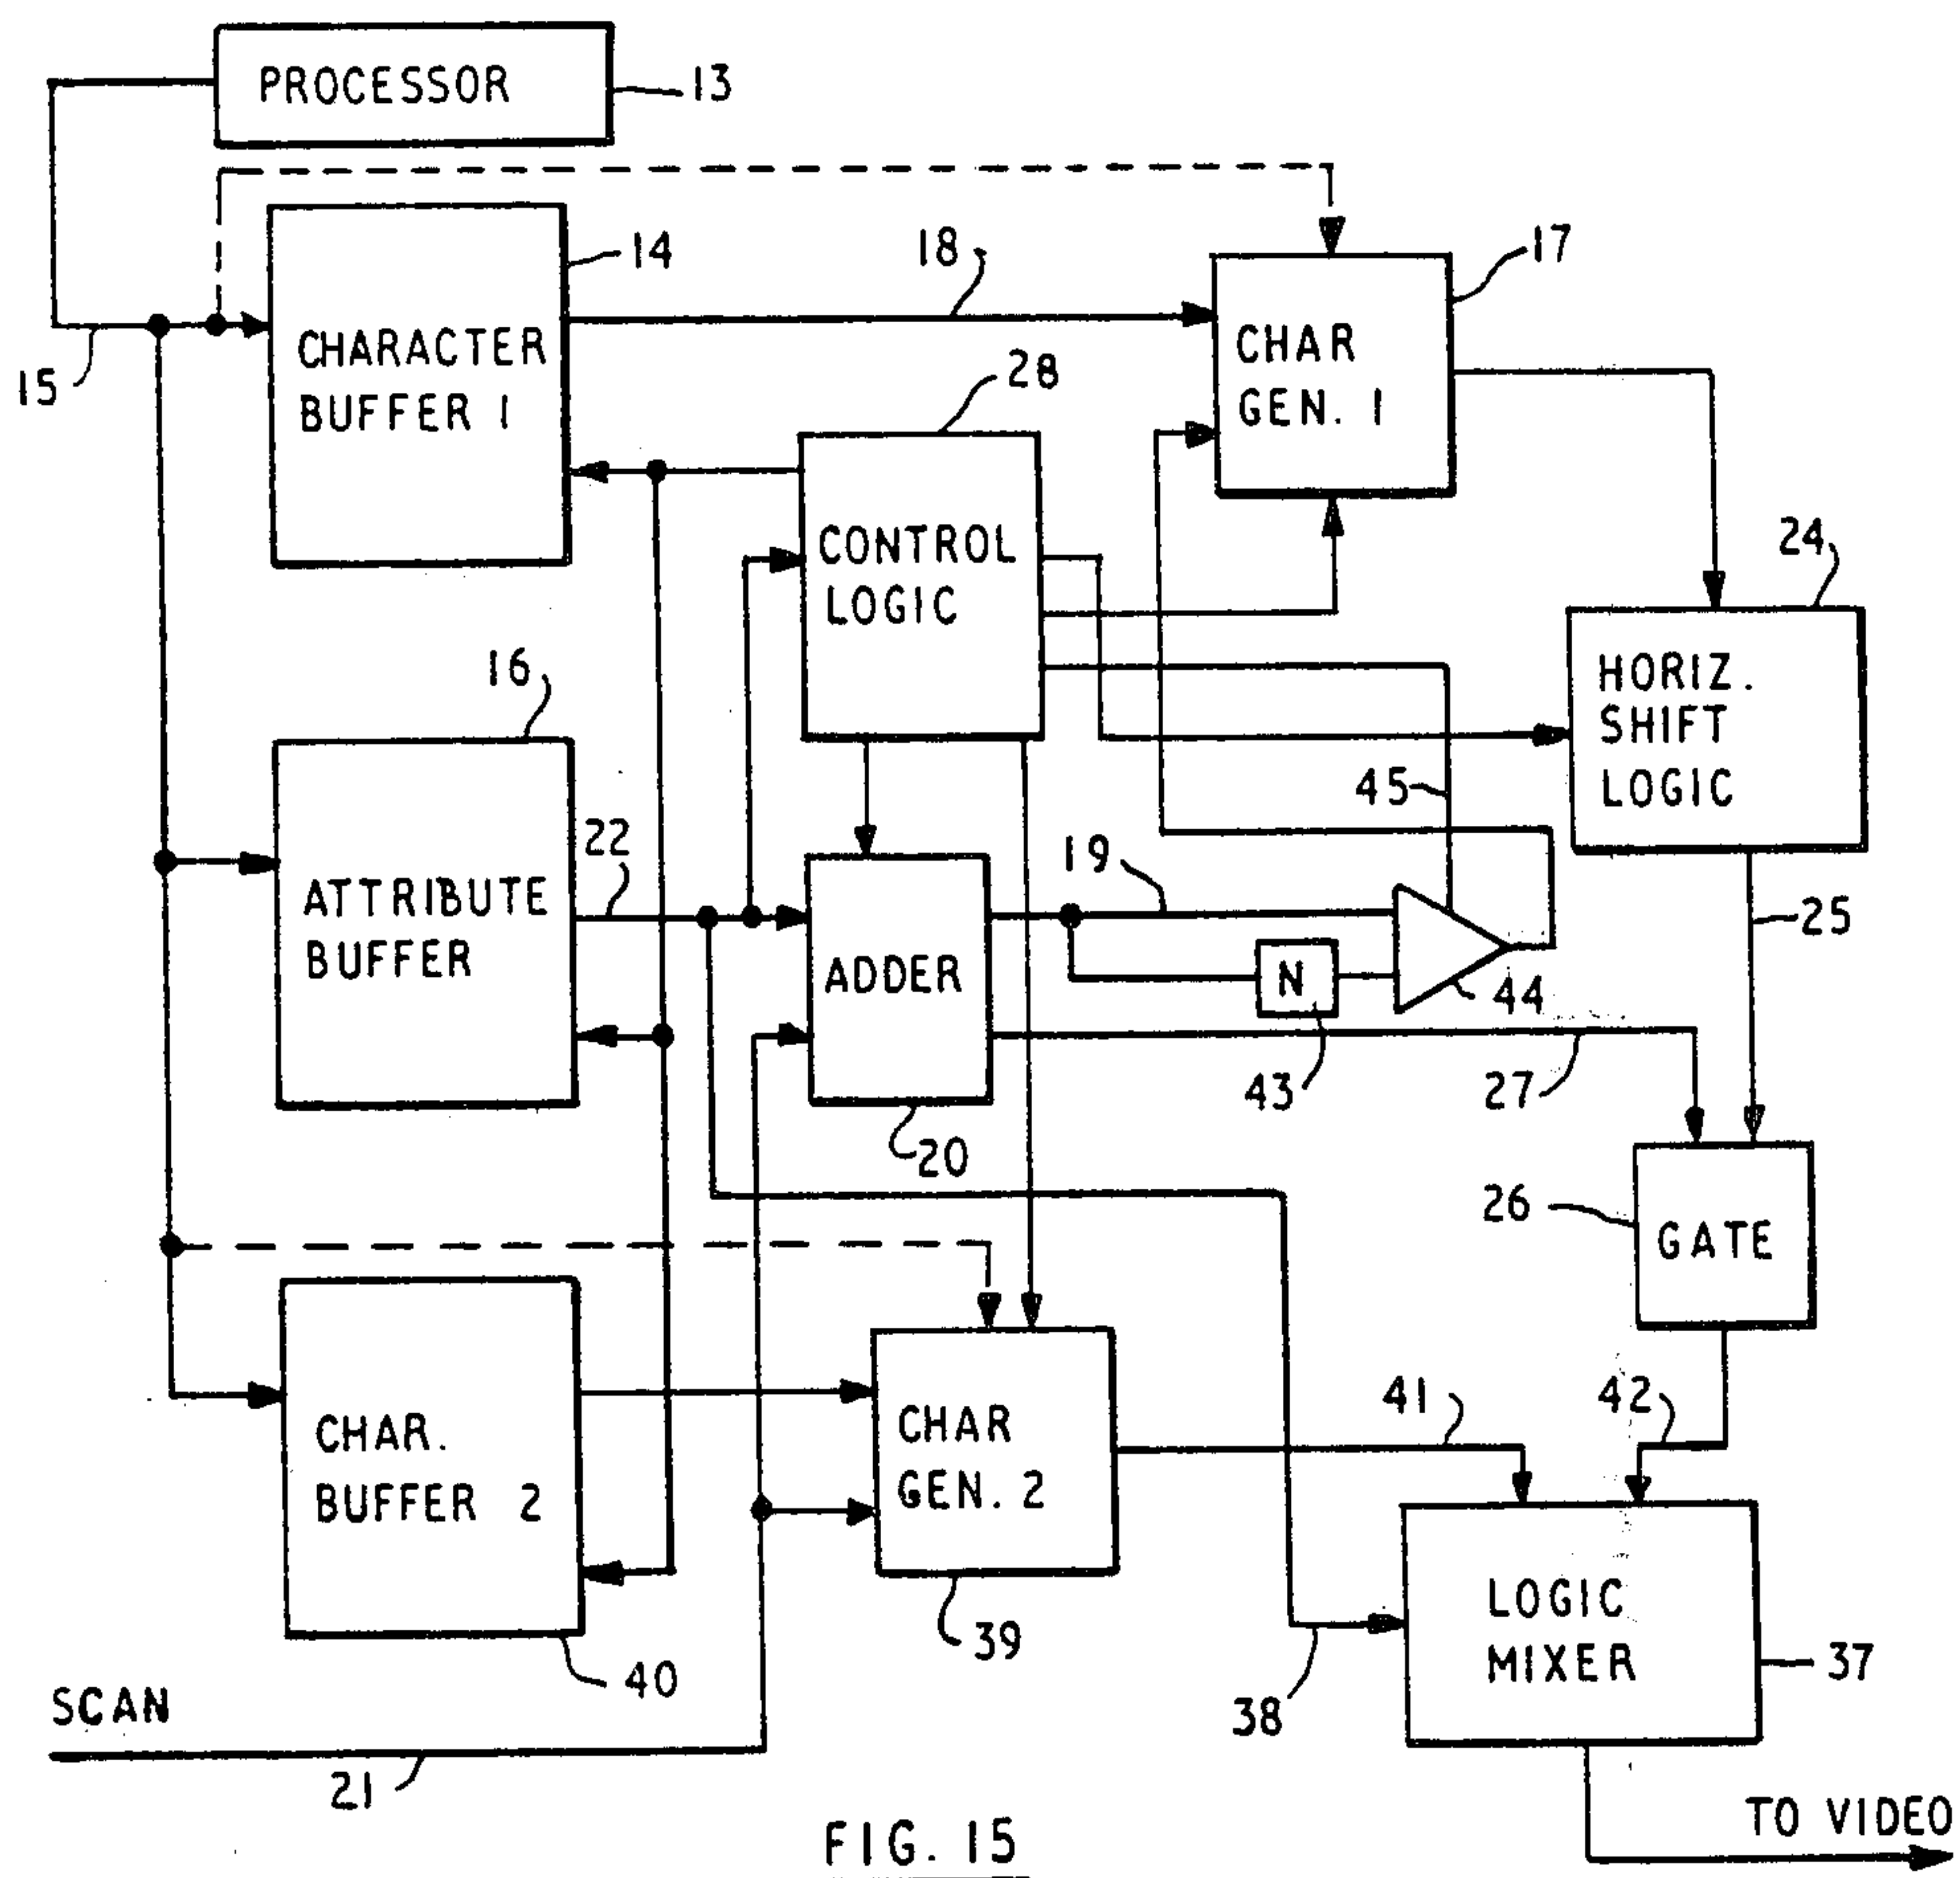 PROCESSOR
13
14
18
17
CHARACTER
BUFFER 1
CHAR
GEN. 1
15
28
CONTROL
LOGIC
24
HORIZ.
SHIFT
LOGIC
16
22
45
19
25
ATTRIBUTE
BUFFER
ADDER
N
44
43
27
20
26
GATE
41
42
CHAR.
BUFFER 2
CHAR
GEN. 2
LOGIC
MIXER
39
37
40
38
SCAN
21
TO VIDEO
FIG. 15